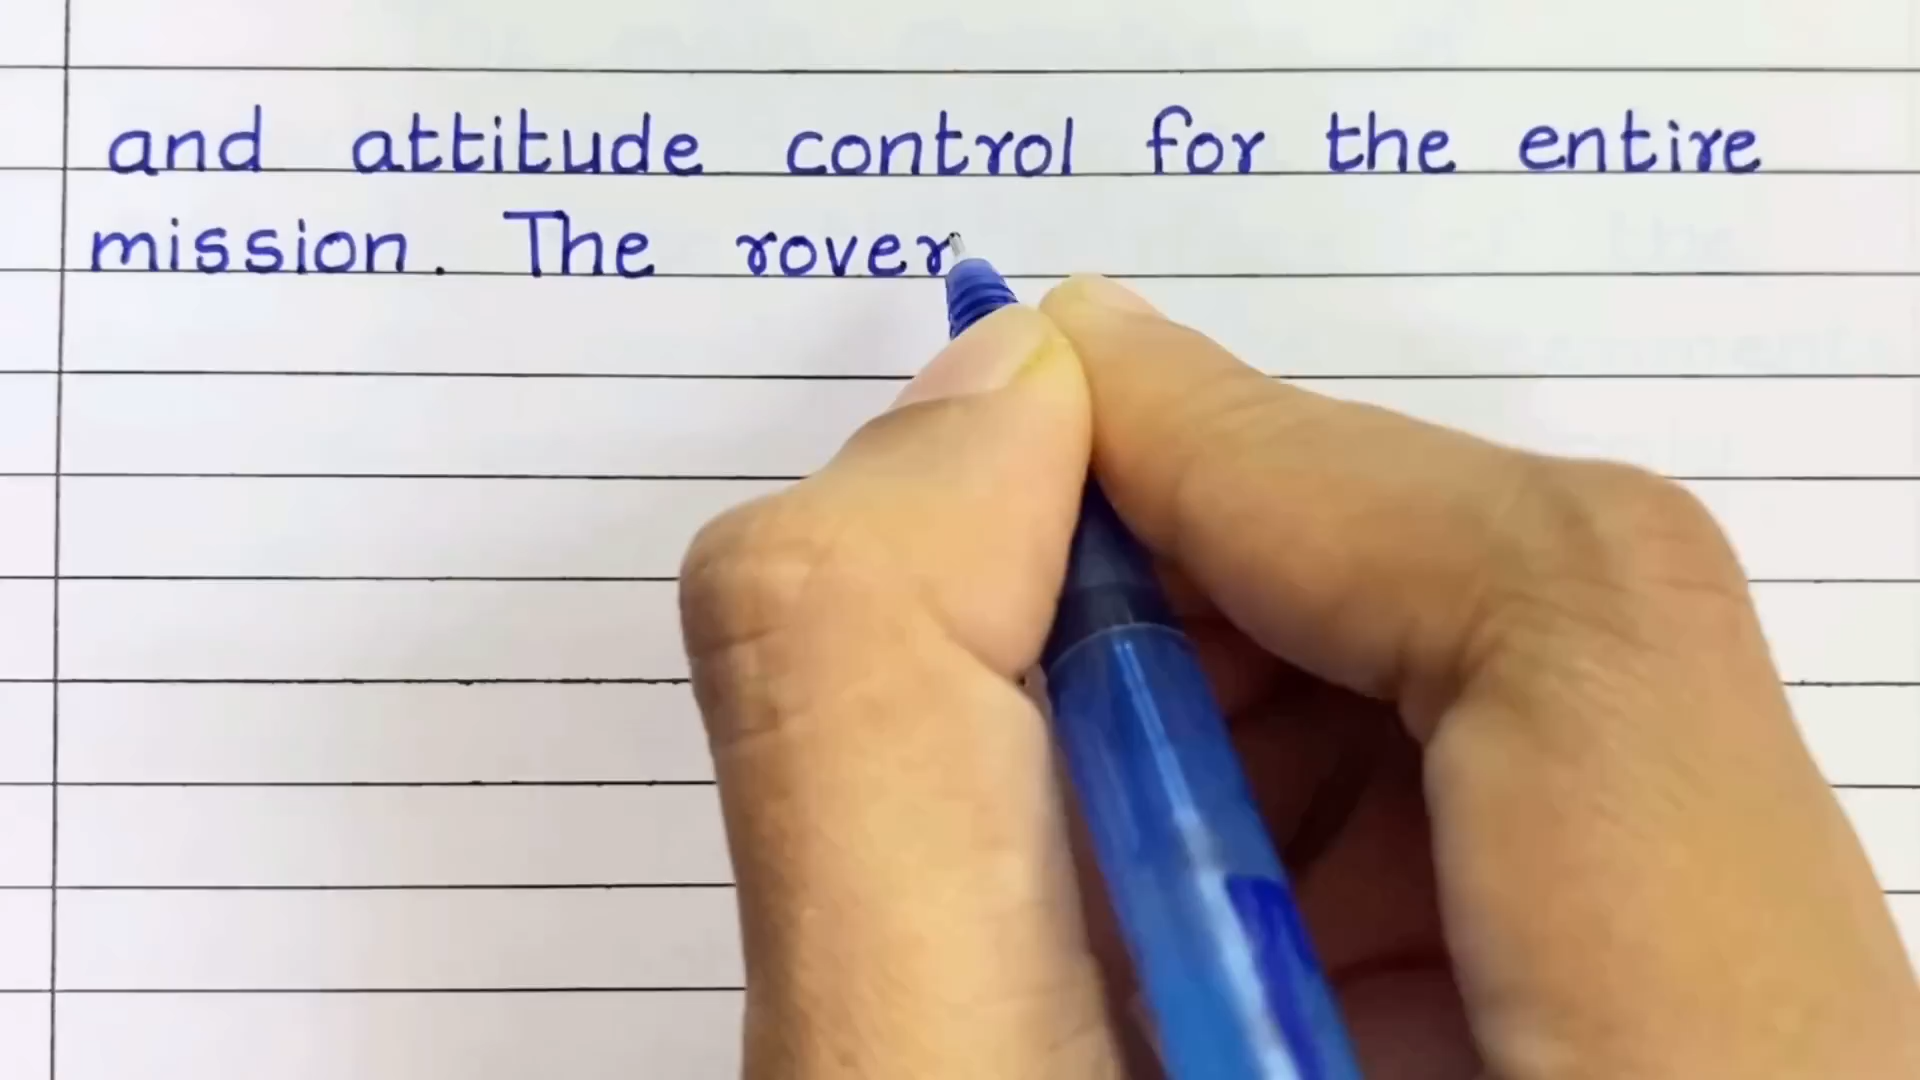 and attitude control for the entire
mission. The rover